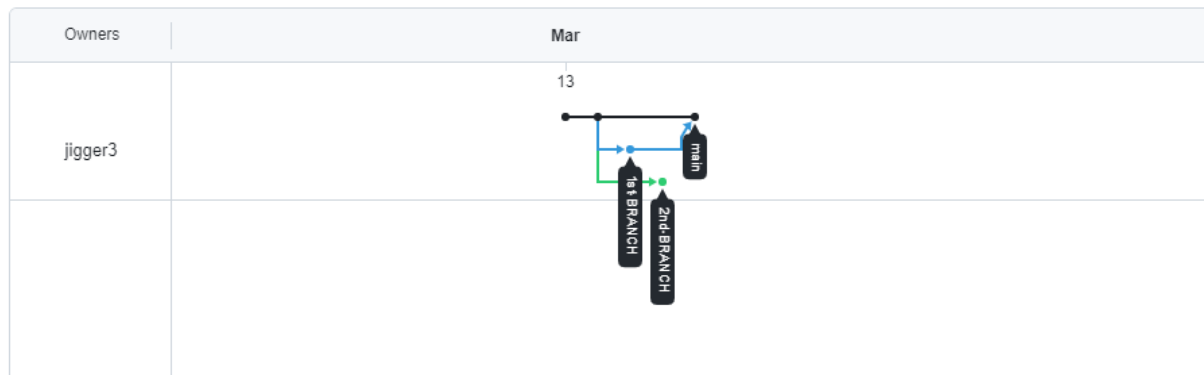 Owners
Mar
13
jigger3
main
1st-BRANCH
2nd-BRANCH